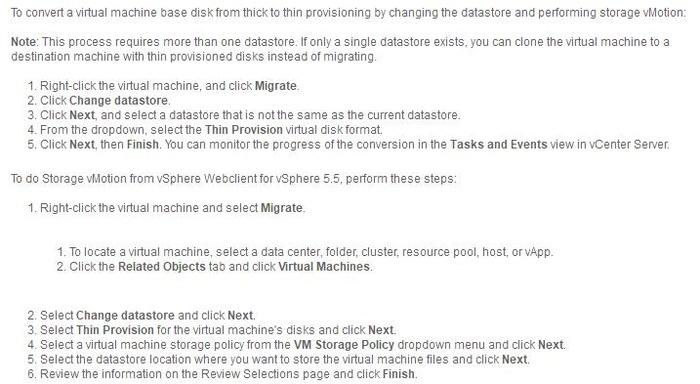 To convert a virtual machine base disk from thick to thin provisioning by changing the datastore and performing storage vMotion:
Note: This process requires more than one datastore. If only a single datastore exists, you can clone the virtual machine to a
destination machine with thin provisioned disks instead of migrating.
1. Right-click the virtual machine, and click Migrate.
2. Click Change datastore.
3. Click Next, and select a datastore that is not the same as the current datastore.
4. From the dropdown, select the Thin Provision virtual disk format.
5. Click Next, then Finish. You can monitor the progress of the conversion in the Tasks and Events view in vCenter Server.
To do Storage vMotion from vSphere Webclient for vSphere 5.5, perform these steps:
1. Right-click the virtual machine and select Migrate.
1. To locate a virtual machine, select a data center, folder, cluster, resource pool, host, or vApp.
2. Click the Related Objects tab and click Virtual Machines.
2. Select Change datastore and click Next.
3. Select Thin Provision for the virtual machine's disks and click Next.
4. Select a virtual machine storage policy from the VM Storage Policy dropdown menu and click Next.
5. Select the datastore location where you want to store the virtual machine files and click Next.
6. Review the information on the Review Selections page and click Finish.